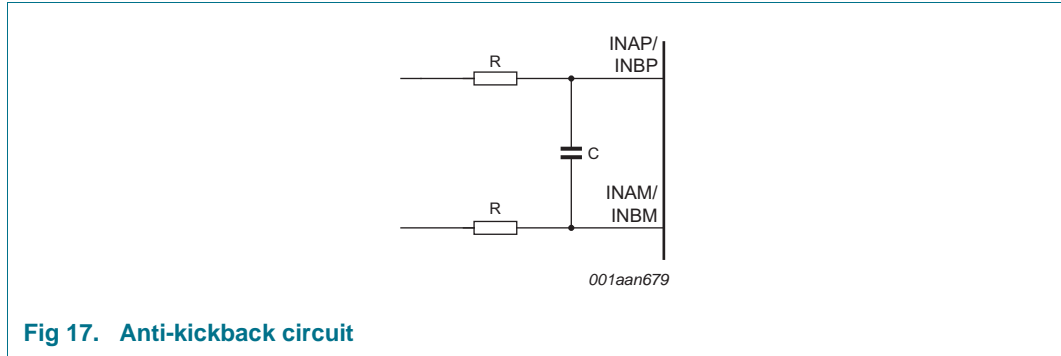 INAP/
INBP
R
C
INAM/
INBM
R
001aan679
Fig 17. Anti-kickback circuit